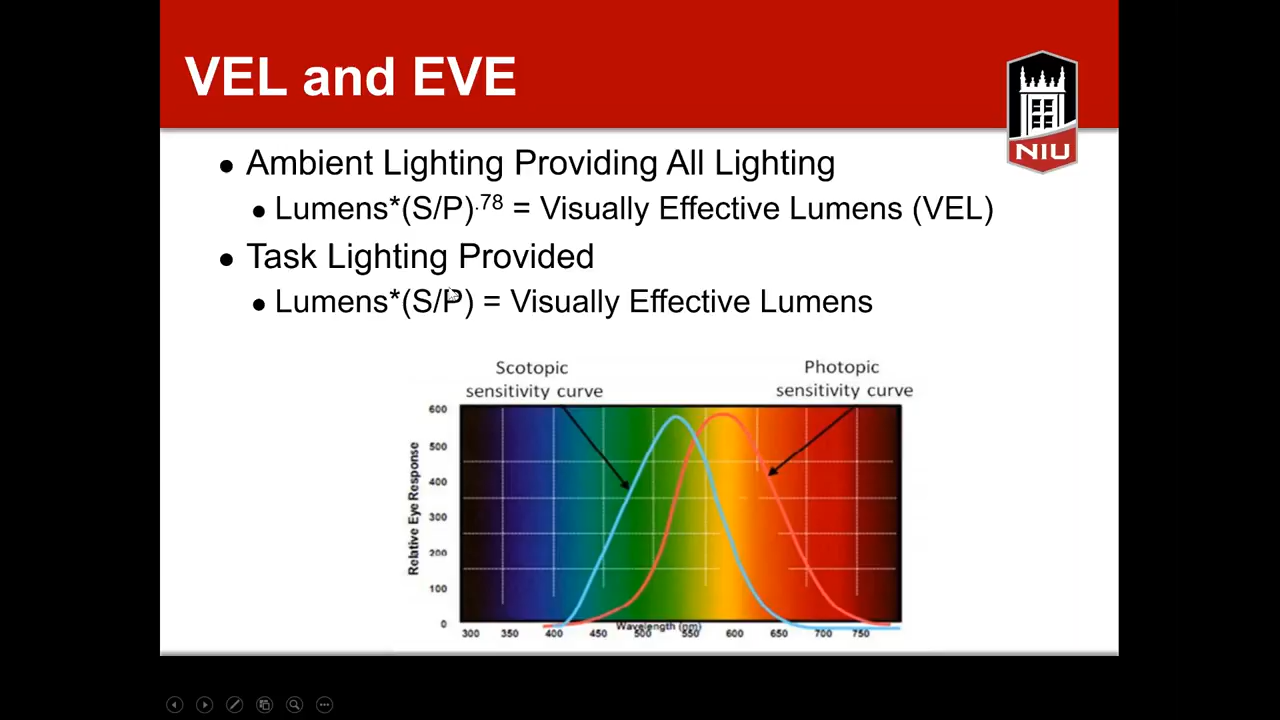 VEL and EVE
NIU
• Ambient Lighting Providing All Lighting
• Lumens*(S/P).78 = Visually Effective Lumens (VEL)
• Task Lighting Provided
• Lumens*(S/P) = Visually Effective Lumens
Scotopic
sensitivity curve
Photopic
sensitivity curve
Relative Eye Response
600
500
400
300
200
100
0
Wavelength (nm)
300 350 400 450 500 550 600 650 700 750